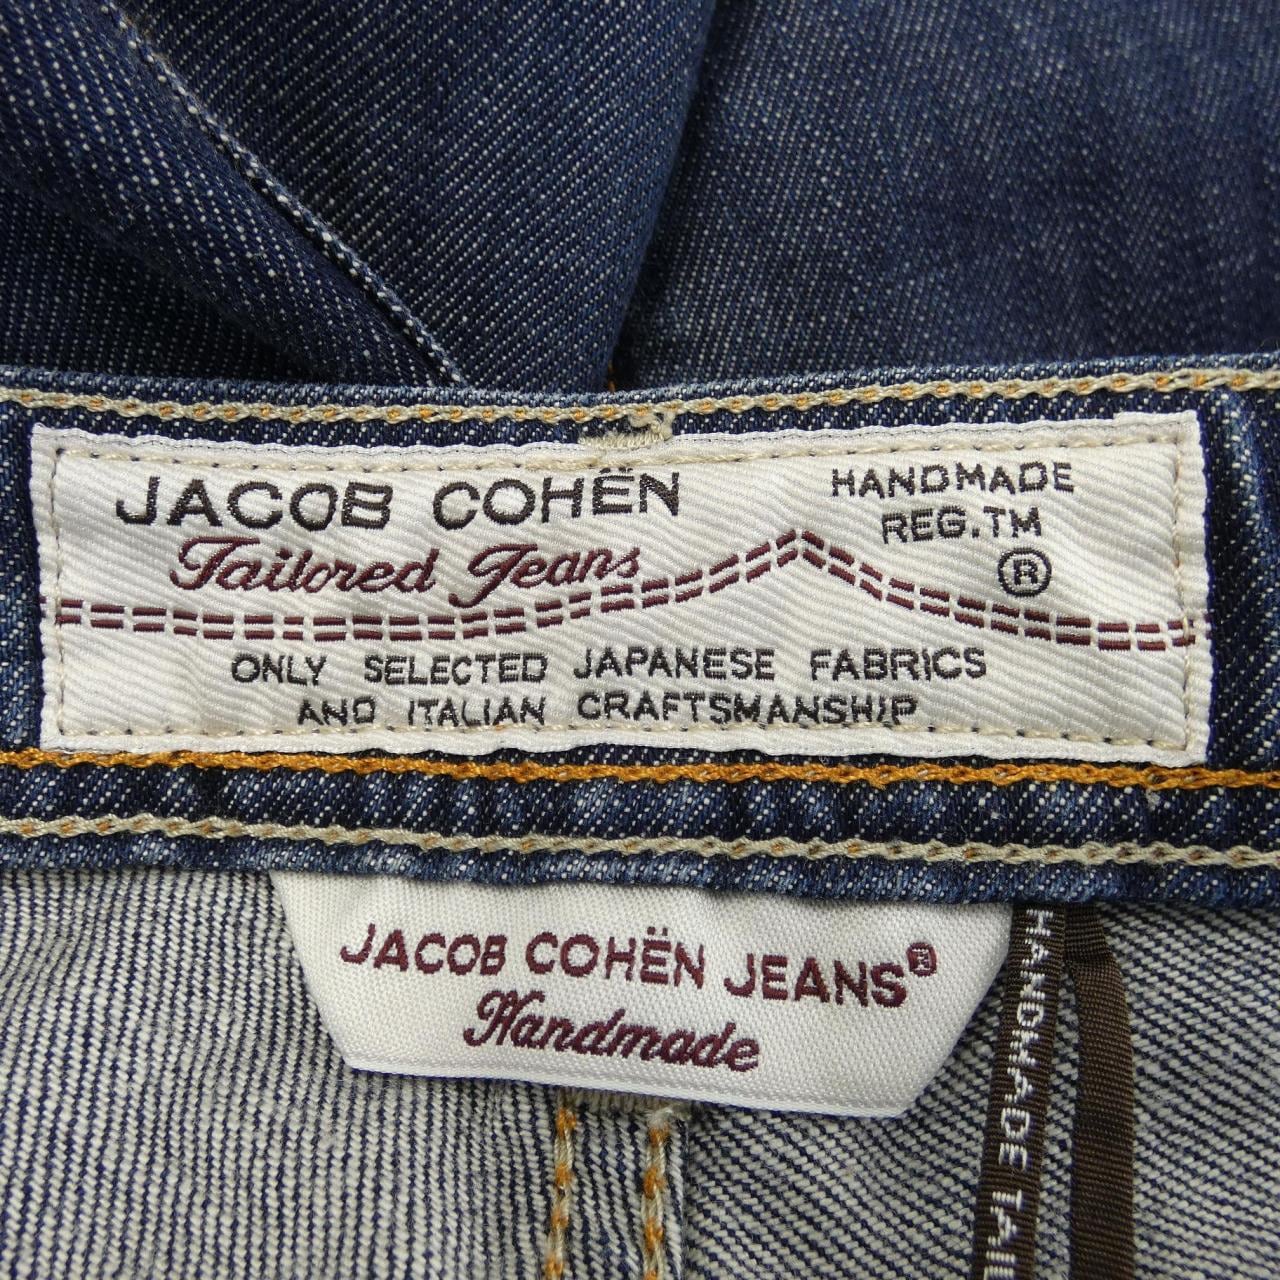 JACOB COHËN
Tailored Jeans
HANDMADE
REG.TM
®
ONLY SELECTED JAPANESE FABRICS
AND ITALIAN CRAFTSMANSHIP
JACOB COHËN JEANS®
Handmade
HANDMADE TAIL